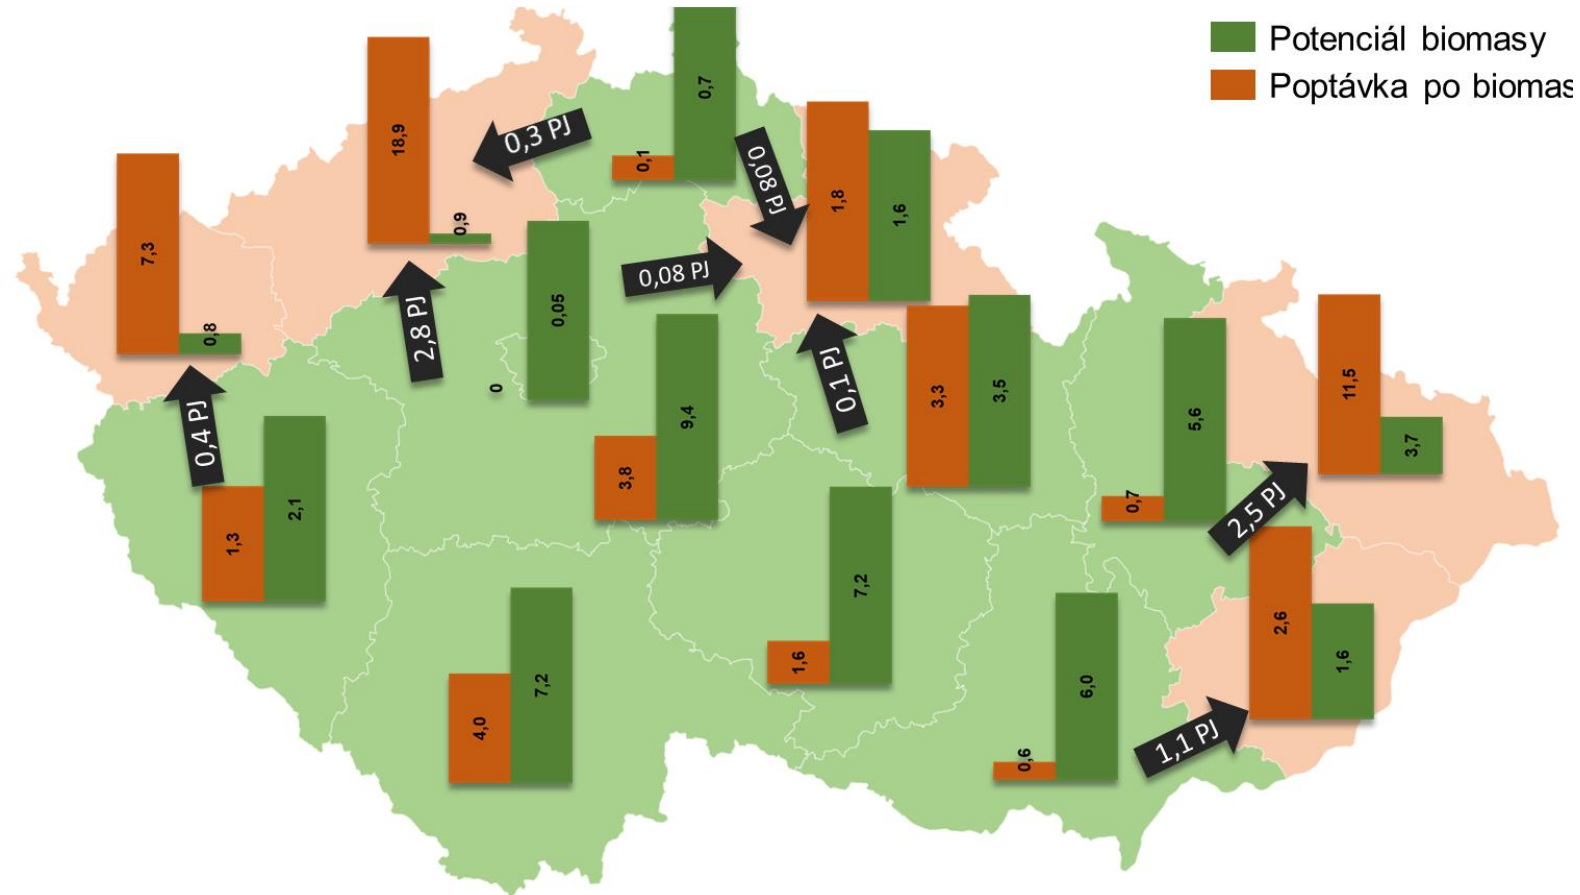 Potenciál biomasy
Poptávka po biomas
18,9
0,9
0,3 PJ
0,1
0,7
0,08 PJ
1,8
1,6
7,3
0,8
2,8 PJ
0
0,05
0,08 PJ
0,1 PJ
3,3
3,5
0,4 PJ
1,3
2,1
3,8
9,4
0,7
5,6
11,5
3,7
2,5 PJ
4,0
7,2
1,6
7,2
0,6
6,0
1,1 PJ
2,6
1,6